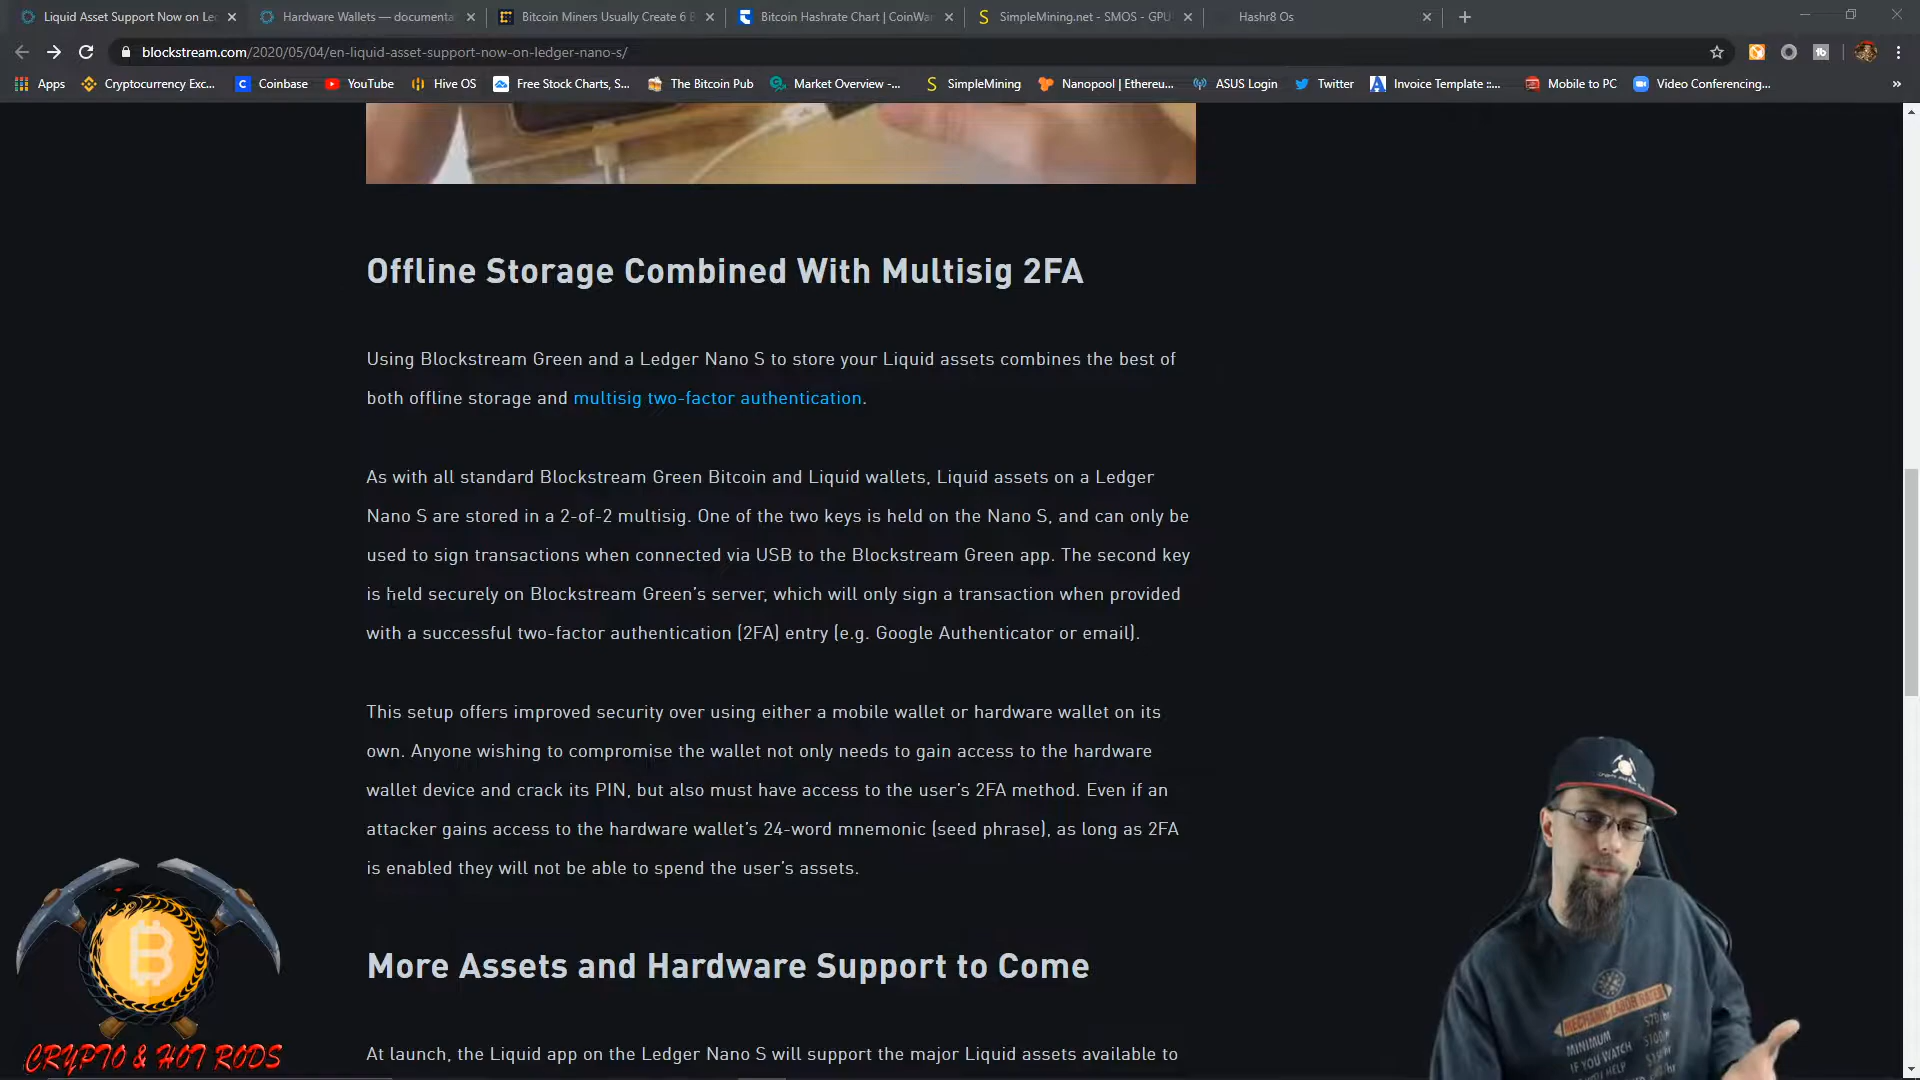 Liquid Asset Support Now on Le
Hardware Wallets — documenta
Bitcoin Miners Usually Create 6 B
Bitcoin Hashrate Chart | CoinWar
SimpleMining.net - SMOS - GPU
Hashr8 Os
blockstream.com/2020/05/04/en-liquid-asset-support-now-on-ledger-nano-s/
Apps
Cryptocurrency Exc...
Coinbase
YouTube
Hive OS
Free Stock Charts, S...
The Bitcoin Pub
Market Overview -...
SimpleMining
Nanopool | Ethereu...
ASUS Login
Twitter
Invoice Template ::...
Mobile to PC
Video Conferencing...
Offline Storage Combined With Multisig 2FA
Using Blockstream Green and a Ledger Nano S to store your Liquid assets combines the best of
both offline storage and multisig two-factor authentication.
As with all standard Blockstream Green Bitcoin and Liquid wallets, Liquid assets on a Ledger
Nano S are stored in a 2-of-2 multisig. One of the two keys is held on the Nano S, and can only be
used to sign transactions when connected via USB to the Blockstream Green app. The second key
is held securely on Blockstream Green's server, which will only sign a transaction when provided
with a successful two-factor authentication (2FA) entry (e.g. Google Authenticator or email).
This setup offers improved security over using either a mobile wallet or hardware wallet on its
own. Anyone wishing to compromise the wallet not only needs to gain access to the hardware
wallet device and crack its PIN, but also must have access to the user's 2FA method. Even if an
attacker gains access to the hardware wallet's 24-word mnemonic (seed phrase), as long as 2FA
is enabled they will not be able to spend the user's assets.
More Assets and Hardware Support to Come
At launch, the Liquid app on the Ledger Nano S will support the major Liquid assets available to
CRYPTO & HOT RODS
MECHANIC LABOR RATES
MINIMUM
IF YOU WATCH